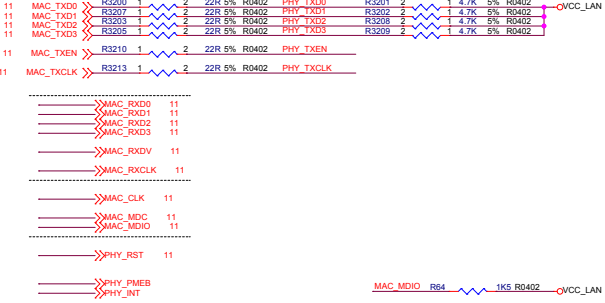 11 MAC_TXD0 R3200 1 2 22R 5% R0402 PHY_TXD0 R3201 2 1 4.7K 5% R0402 VCC_LAN
11 MAC_TXD1 R3207 1 2 22R 5% R0402 PHY_TXD1 R3202 2 1 4.7K 5% R0402
11 MAC_TXD2 R3203 1 2 22R 5% R0402 PHY_TXD2 R3208 2 1 4.7K 5% R0402
11 MAC_TXD3 R3205 1 2 22R 5% R0402 PHY_TXD3 R3209 2 1 4.7K 5% R0402
11 MAC_TXEN R3210 1 2 22R 5% R0402 PHY_TXEN
11 MAC_TXCLK R3213 1 2 22R 5% R0402 PHY_TXCLK
MAC_RXD0 11
MAC_RXD1 11
MAC_RXD2 11
MAC_RXD3 11
MAC_RXDV 11
MAC_RXCLK 11
MAC_CLK 11
MAC_MDC 11
MAC_MDIO 11
PHY_RST 11
PHY_PMEB
PHY_INT
MAC_MDIO R64 1K5 R0402 VCC_LAN